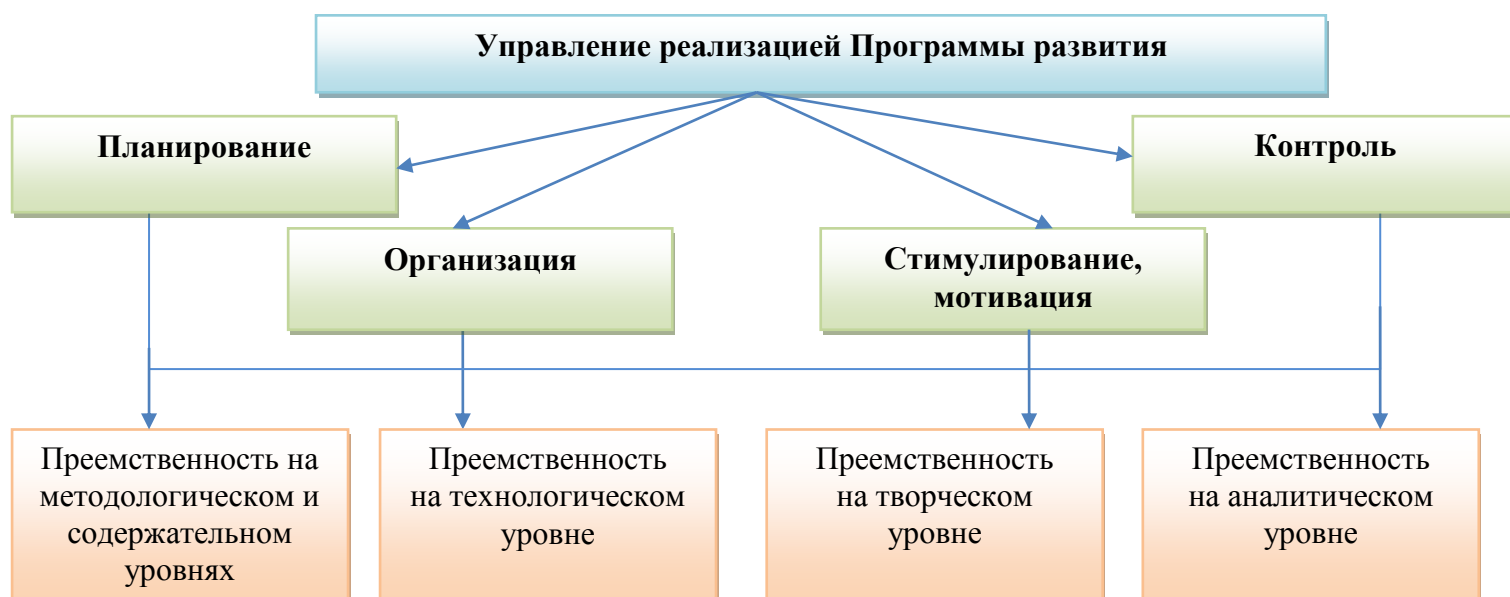 Управление реализацией Программы развития
Планирование
Контроль
Организация
Стимулирование,
мотивация
Преемственность на
методологическом и
содержательном
уровнях
Преемственность
на технологическом
уровне
Преемственность
на творческом
уровне
Преемственность
на аналитическом
уровне